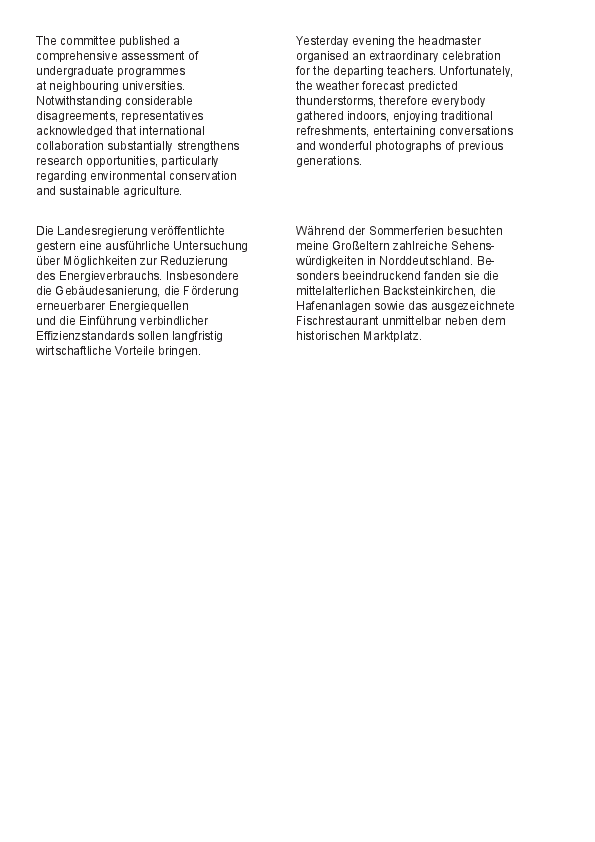 The committee published a
comprehensive assessment of
undergraduate programmes
at neighbouring universities.
Notwithstanding considerable
disagreements, representatives
acknowledged that international
collaboration substantially strengthens
research opportunities, particularly
regarding environmental conservation
and sustainable agriculture.
Yesterday evening the headmaster
organised an extraordinary celebration
for the departing teachers. Unfortunately,
the weather forecast predicted
thunderstorms, therefore everybody
gathered indoors, enjoying traditional
refreshments, entertaining conversations
and wonderful photographs of previous
generations.
Die Landesregierung veröffentlichte
gestern eine ausführliche Untersuchung
über Möglichkeiten zur Reduzierung
des Energieverbrauchs. Insbesondere
die Gebäudesanierung, die Förderung
erneuerbarer Energiequellen
und die Einführung verbindlicher
Effizienzstandards sollen langfristig
wirtschaftliche Vorteile bringen.
Während der Sommerferien besuchten
meine Großeltern zahlreiche Sehens-
würdigkeiten in Norddeutschland. Be-
sonders beeindruckend fanden sie die
mittelalterlichen Backsteinkirchen, die
Hafenanlagen sowie das ausgezeichnete
Fischrestaurant unmittelbar neben dem
historischen Marktplatz.